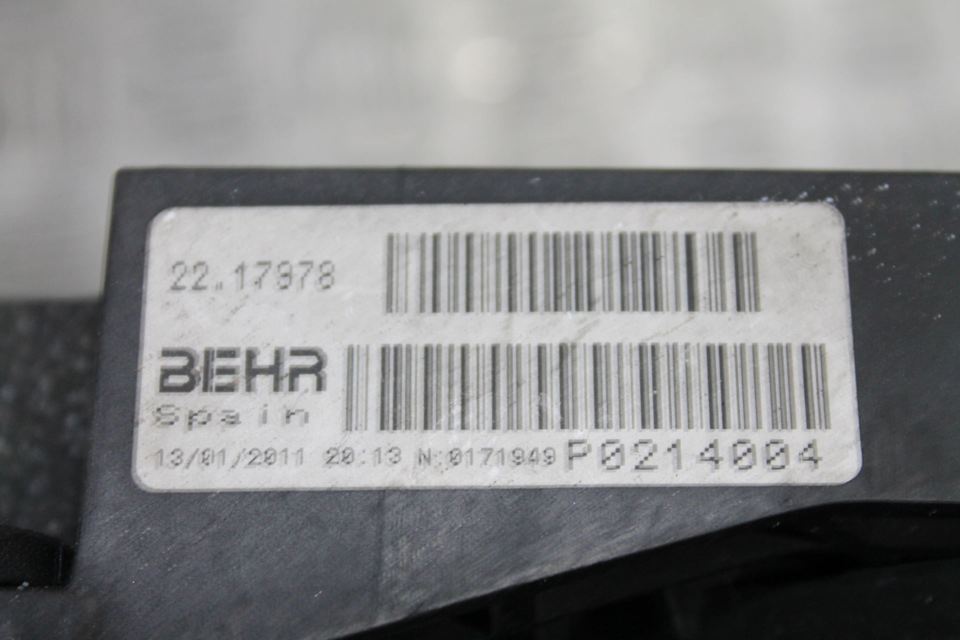 22.17978
BEHR
Spain
13/01/2011 20:13 N:0171949 P0214004